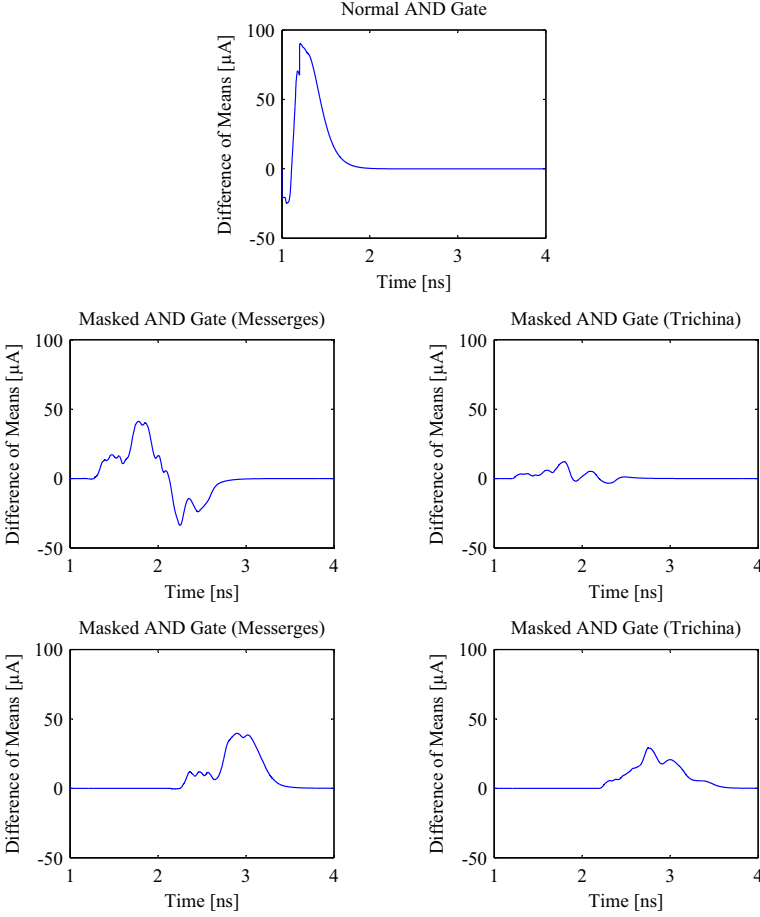 Normal AND Gate
100
50
0
-50
Difference of Means [µA]
1 2 3 4
Time [ns]
Masked AND Gate (Messerges)
100
50
0
-50
Difference of Means [µA]
1 2 3 4
Time [ns]
Masked AND Gate (Trichina)
100
50
0
-50
Difference of Means [µA]
1 2 3 4
Time [ns]
Masked AND Gate (Messerges)
100
50
0
-50
Difference of Means [µA]
1 2 3 4
Time [ns]
Masked AND Gate (Trichina)
100
50
0
-50
Difference of Means [µA]
1 2 3 4
Time [ns]